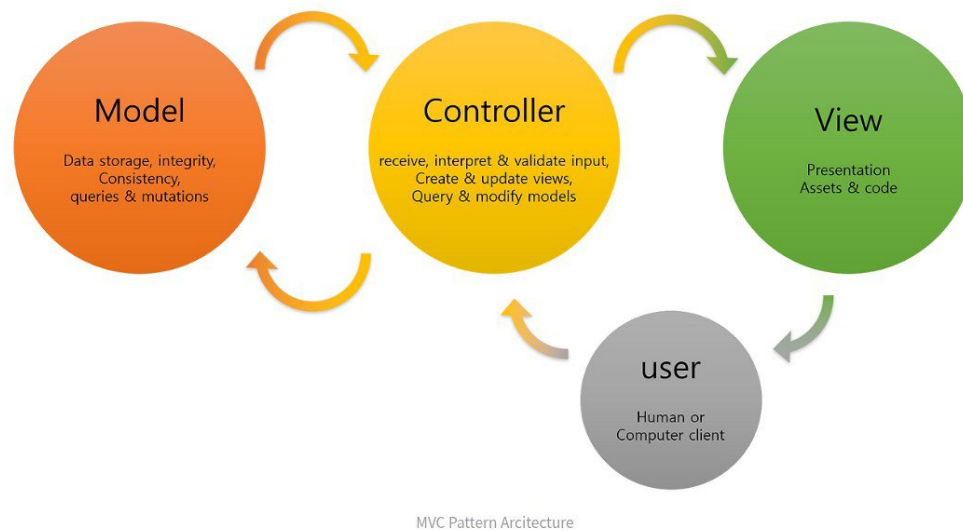 Model
Data storage, integrity,
Consistency,
queries & mutations
Controller
receive, interpret & validate input,
Create & update views,
Query & modify models
View
Presentation
Assets & code
user
Human or
Computer client
MVC Pattern Arcitecture